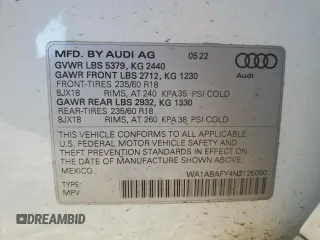 MFD. BY AUDI AG 05 22
GVWR LBS 5379, KG 2440
GAWR FRONT LBS 2712, KG 1230
FRONT-TIRES 235/60 R18
8JX18 RIMS, AT 240 KPA 35 PSI COLD
GAWR REAR LBS 2932, KG 1330
REAR-TIRES 235/60 R18
8JX18 RIMS, AT 260 KPA 38 PSI COLD
Audi
THIS VEHICLE CONFORMS TO ALL APPLICABLE
U.S. FEDERAL MOTOR VEHICLE SAFETY
AND THEFT PREVENTION STANDARDS IN EFFECT ON
THE DATE OF MANUFACTURE SHOWN ABOVE.
MEXICO
TYPE:
MPV
autobidmaster